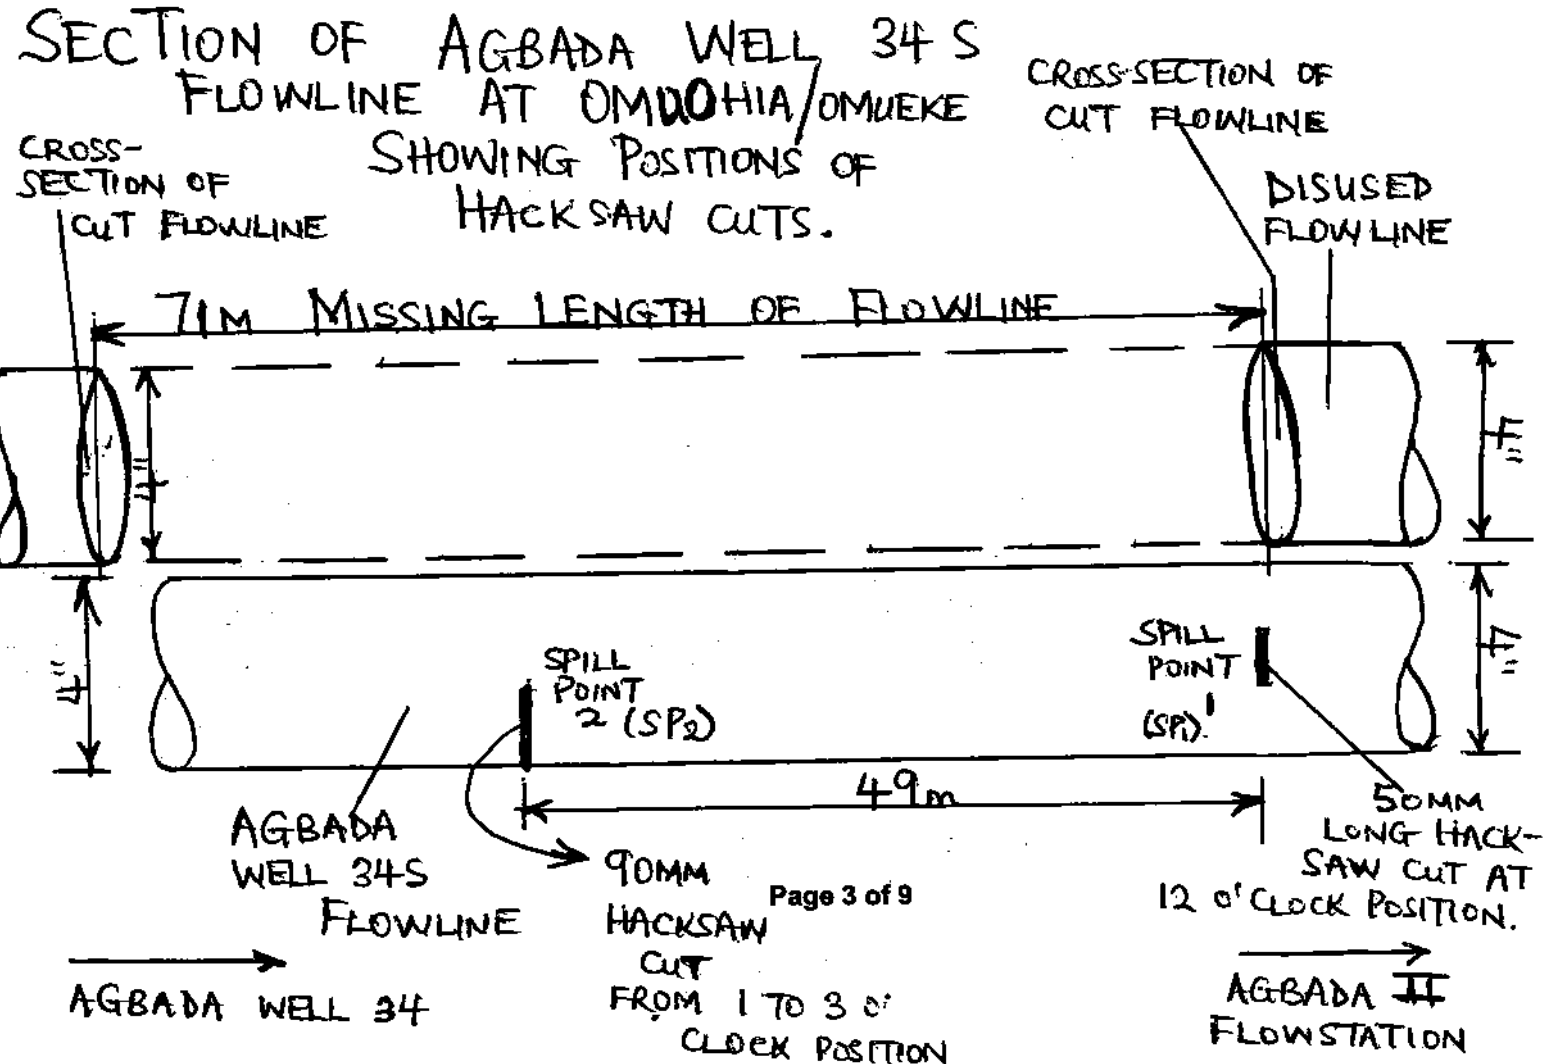 SECTION OF AGBADA WELL 34S
FLOWLINE AT OMUOHIA/OMUEKE
SHOWING POSITIONS OF
HACKSAW CUTS.
CROSS-
SECTION OF
CUT FLOWLINE
CROSS-SECTION OF
CUT FLOWLINE
DISUSED
FLOWLINE
71M MISSING LENGTH OF FLOWLINE
4"
4"
4"
4"
SPILL
POINT
2 (SP2)
SPILL
POINT
1
(SP1).
49m
AGBADA
WELL 34S
FLOWLINE
90MM
HACKSAW
CUT
FROM 1 TO 3 O'
CLOCK POSITION
50MM
LONG HACK-
SAW CUT AT
12 O'CLOCK POSITION.
Page 3 of 9
AGBADA WELL 34
AGBADA II
FLOWSTATION